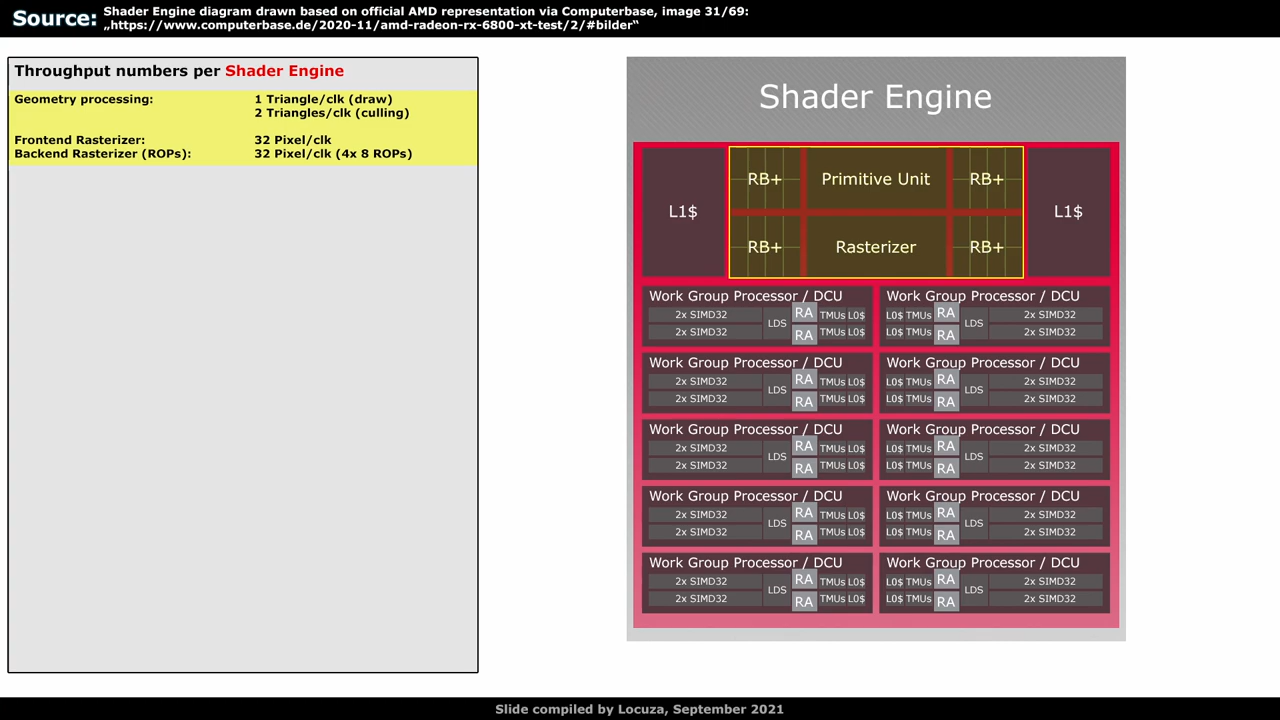 Source:
Shader Engine diagram drawn based on official AMD representation via Computerbase, image 31/69:
„https://www.computerbase.de/2020-11/amd-radeon-rx-6800-xt-test/2/#bilder“
Throughput numbers per Shader Engine
Geometry processing: 1 Triangle/clk (draw)
2 Triangles/clk (culling)
Frontend Rasterizer: 32 Pixel/clk
Backend Rasterizer (ROPs): 32 Pixel/clk (4x 8 ROPs)
Shader Engine
L1$ RB+ Primitive Unit RB+ L1$
RB+ Rasterizer RB+
Work Group Processor / DCU Work Group Processor / DCU
2x SIMD32 LDS RA TMUs L0$ L0$ TMUs RA LDS 2x SIMD32
2x SIMD32 RA TMUs L0$ L0$ TMUs RA 2x SIMD32
Work Group Processor / DCU Work Group Processor / DCU
2x SIMD32 LDS RA TMUs L0$ L0$ TMUs RA LDS 2x SIMD32
2x SIMD32 RA TMUs L0$ L0$ TMUs RA 2x SIMD32
Work Group Processor / DCU Work Group Processor / DCU
2x SIMD32 LDS RA TMUs L0$ L0$ TMUs RA LDS 2x SIMD32
2x SIMD32 RA TMUs L0$ L0$ TMUs RA 2x SIMD32
Work Group Processor / DCU Work Group Processor / DCU
2x SIMD32 LDS RA TMUs L0$ L0$ TMUs RA LDS 2x SIMD32
2x SIMD32 RA TMUs L0$ L0$ TMUs RA 2x SIMD32
Work Group Processor / DCU Work Group Processor / DCU
2x SIMD32 LDS RA TMUs L0$ L0$ TMUs RA LDS 2x SIMD32
2x SIMD32 RA TMUs L0$ L0$ TMUs RA 2x SIMD32
Slide compiled by Locuza, September 2021